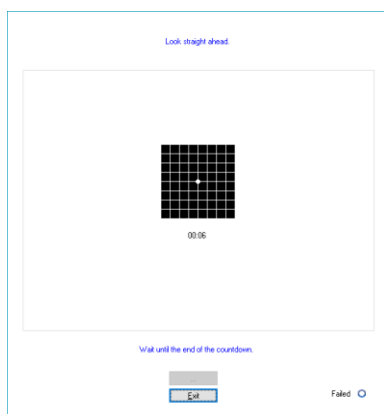 Look straight ahead.
00:06
Wait until the end of the countdown.
...
Exit
Failed